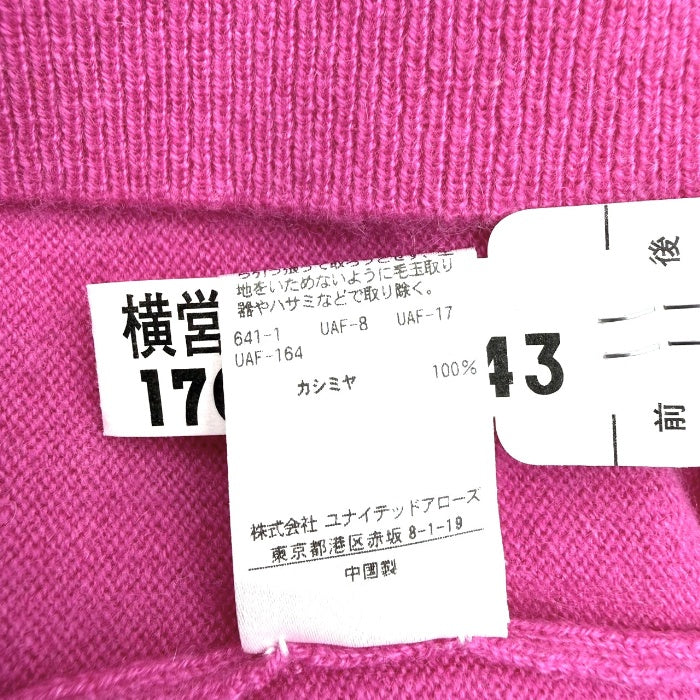 地をいためないように毛玉取り
器やハサミなどで取り除く。
641-1 UAF-8 UAF-17
UAF-164
カシミヤ 100%
株式会社 ユナイテッドアローズ
東京都港区赤坂 8-1-19
中國製
横営
170
43
後
前